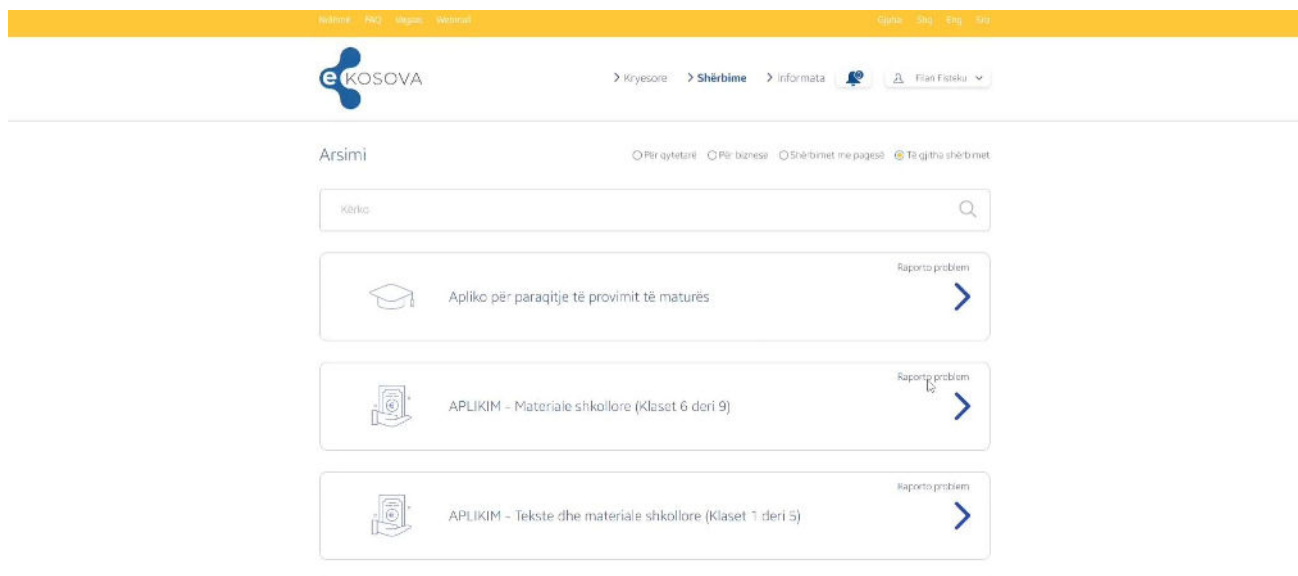 Ndihmë FAQ Webmail
Gjuha: Shq Eng Srb
e KOSOVA
Kryesore Shërbime Informata Filan Fisteku
Arsimi
Për qytetarë Për biznese Shërbimet me pagesë Të gjitha shërbimet
Kërko
Raporto problem
Apliko për paraqitje të provimit të maturës
Raporto problem
APLIKIM – Materiale shkollore (Klaset 6 deri 9)
Raporto problem
APLIKIM – Tekste dhe materiale shkollore (Klaset 1 deri 5)